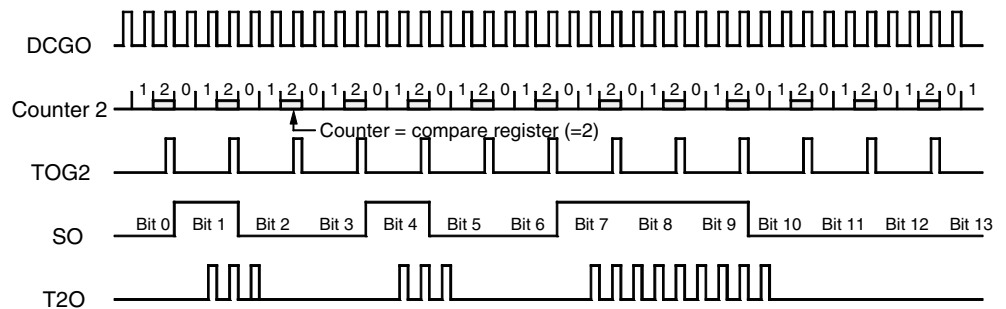 DCGO
1 2 0 1 2 0 1 2 0 1 2 0 1 2 0 1 2 0 1 2 0 1 2 0 1 2 0 1 2 0 1 2 0 1 2 0 1 2 0 1
Counter 2
Counter = compare register (=2)
TOG2
SO Bit 0 Bit 1 Bit 2 Bit 3 Bit 4 Bit 5 Bit 6 Bit 7 Bit 8 Bit 9 Bit 10 Bit 11 Bit 12 Bit 13
T2O